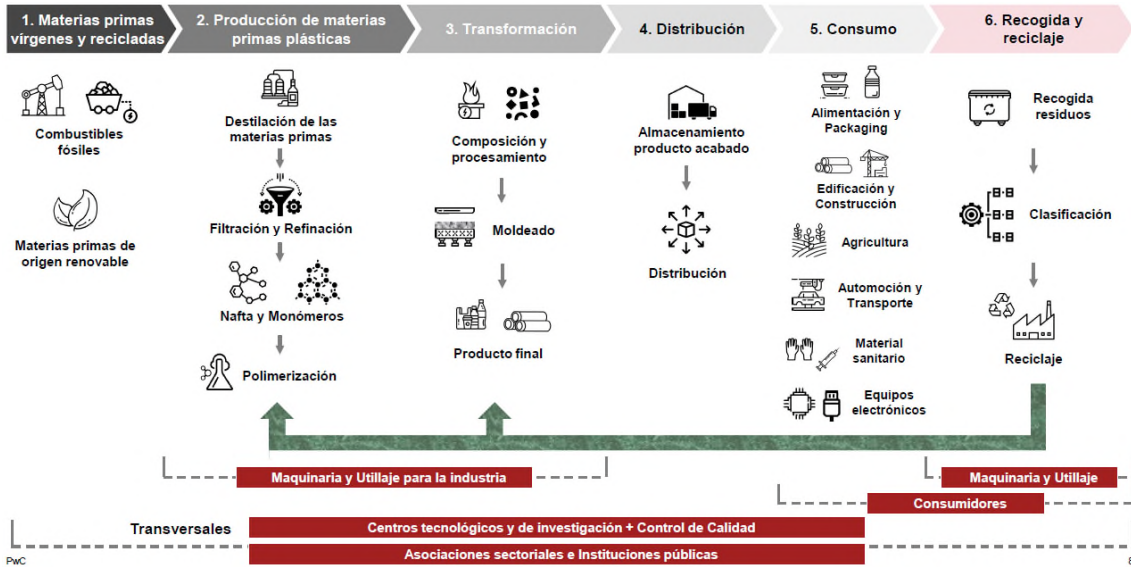 1. Materias primas
vírgenes y recicladas
2. Producción de materias
primas plásticas
3. Transformación
4. Distribución
5. Consumo
6. Recogida y
reciclaje
Combustibles
fósiles
Materias primas de
origen renovable
Destilación de las
materias primas
Filtración y Refinación
Nafta y Monómeros
Polimerización
Composición y
procesamiento
Moldeado
Producto final
Almacenamiento
producto acabado
Distribución
Alimentación y
Packaging
Edificación y
Construcción
Agricultura
Automoción y
Transporte
Material
sanitario
Equipos
electrónicos
Recogida
residuos
Clasificación
Reciclaje
Maquinaria y Utillaje para la industria
Maquinaria y Utillaje
Consumidores
Transversales
Centros tecnológicos y de investigación + Control de Calidad
Asociaciones sectoriales e Instituciones públicas
PwC